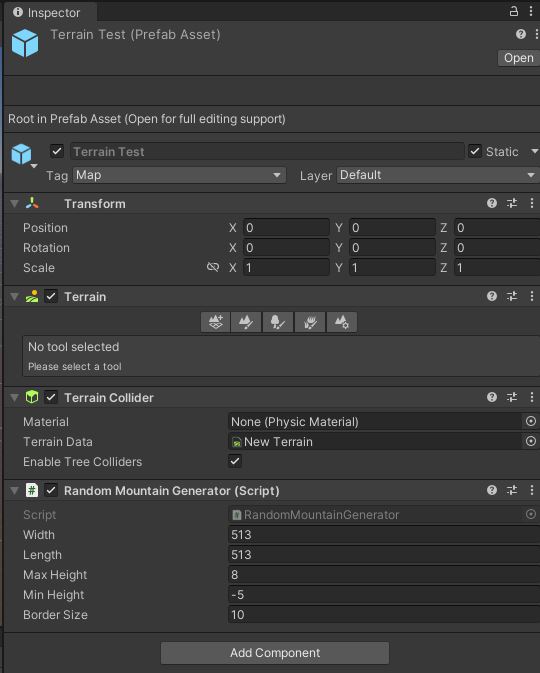 Inspector
Terrain Test (Prefab Asset)
Open
Root in Prefab Asset (Open for full editing support)
Terrain Test Static
Tag Map Layer Default
Transform
Position X 0 Y 0 Z 0
Rotation X 0 Y 0 Z 0
Scale X 1 Y 1 Z 1
Terrain
No tool selected
Please select a tool
Terrain Collider
Material None (Physic Material)
Terrain Data New Terrain
Enable Tree Colliders
# Random Mountain Generator (Script)
Script # RandomMountainGenerator
Width 513
Length 513
Max Height 8
Min Height -5
Border Size 10
Add Component